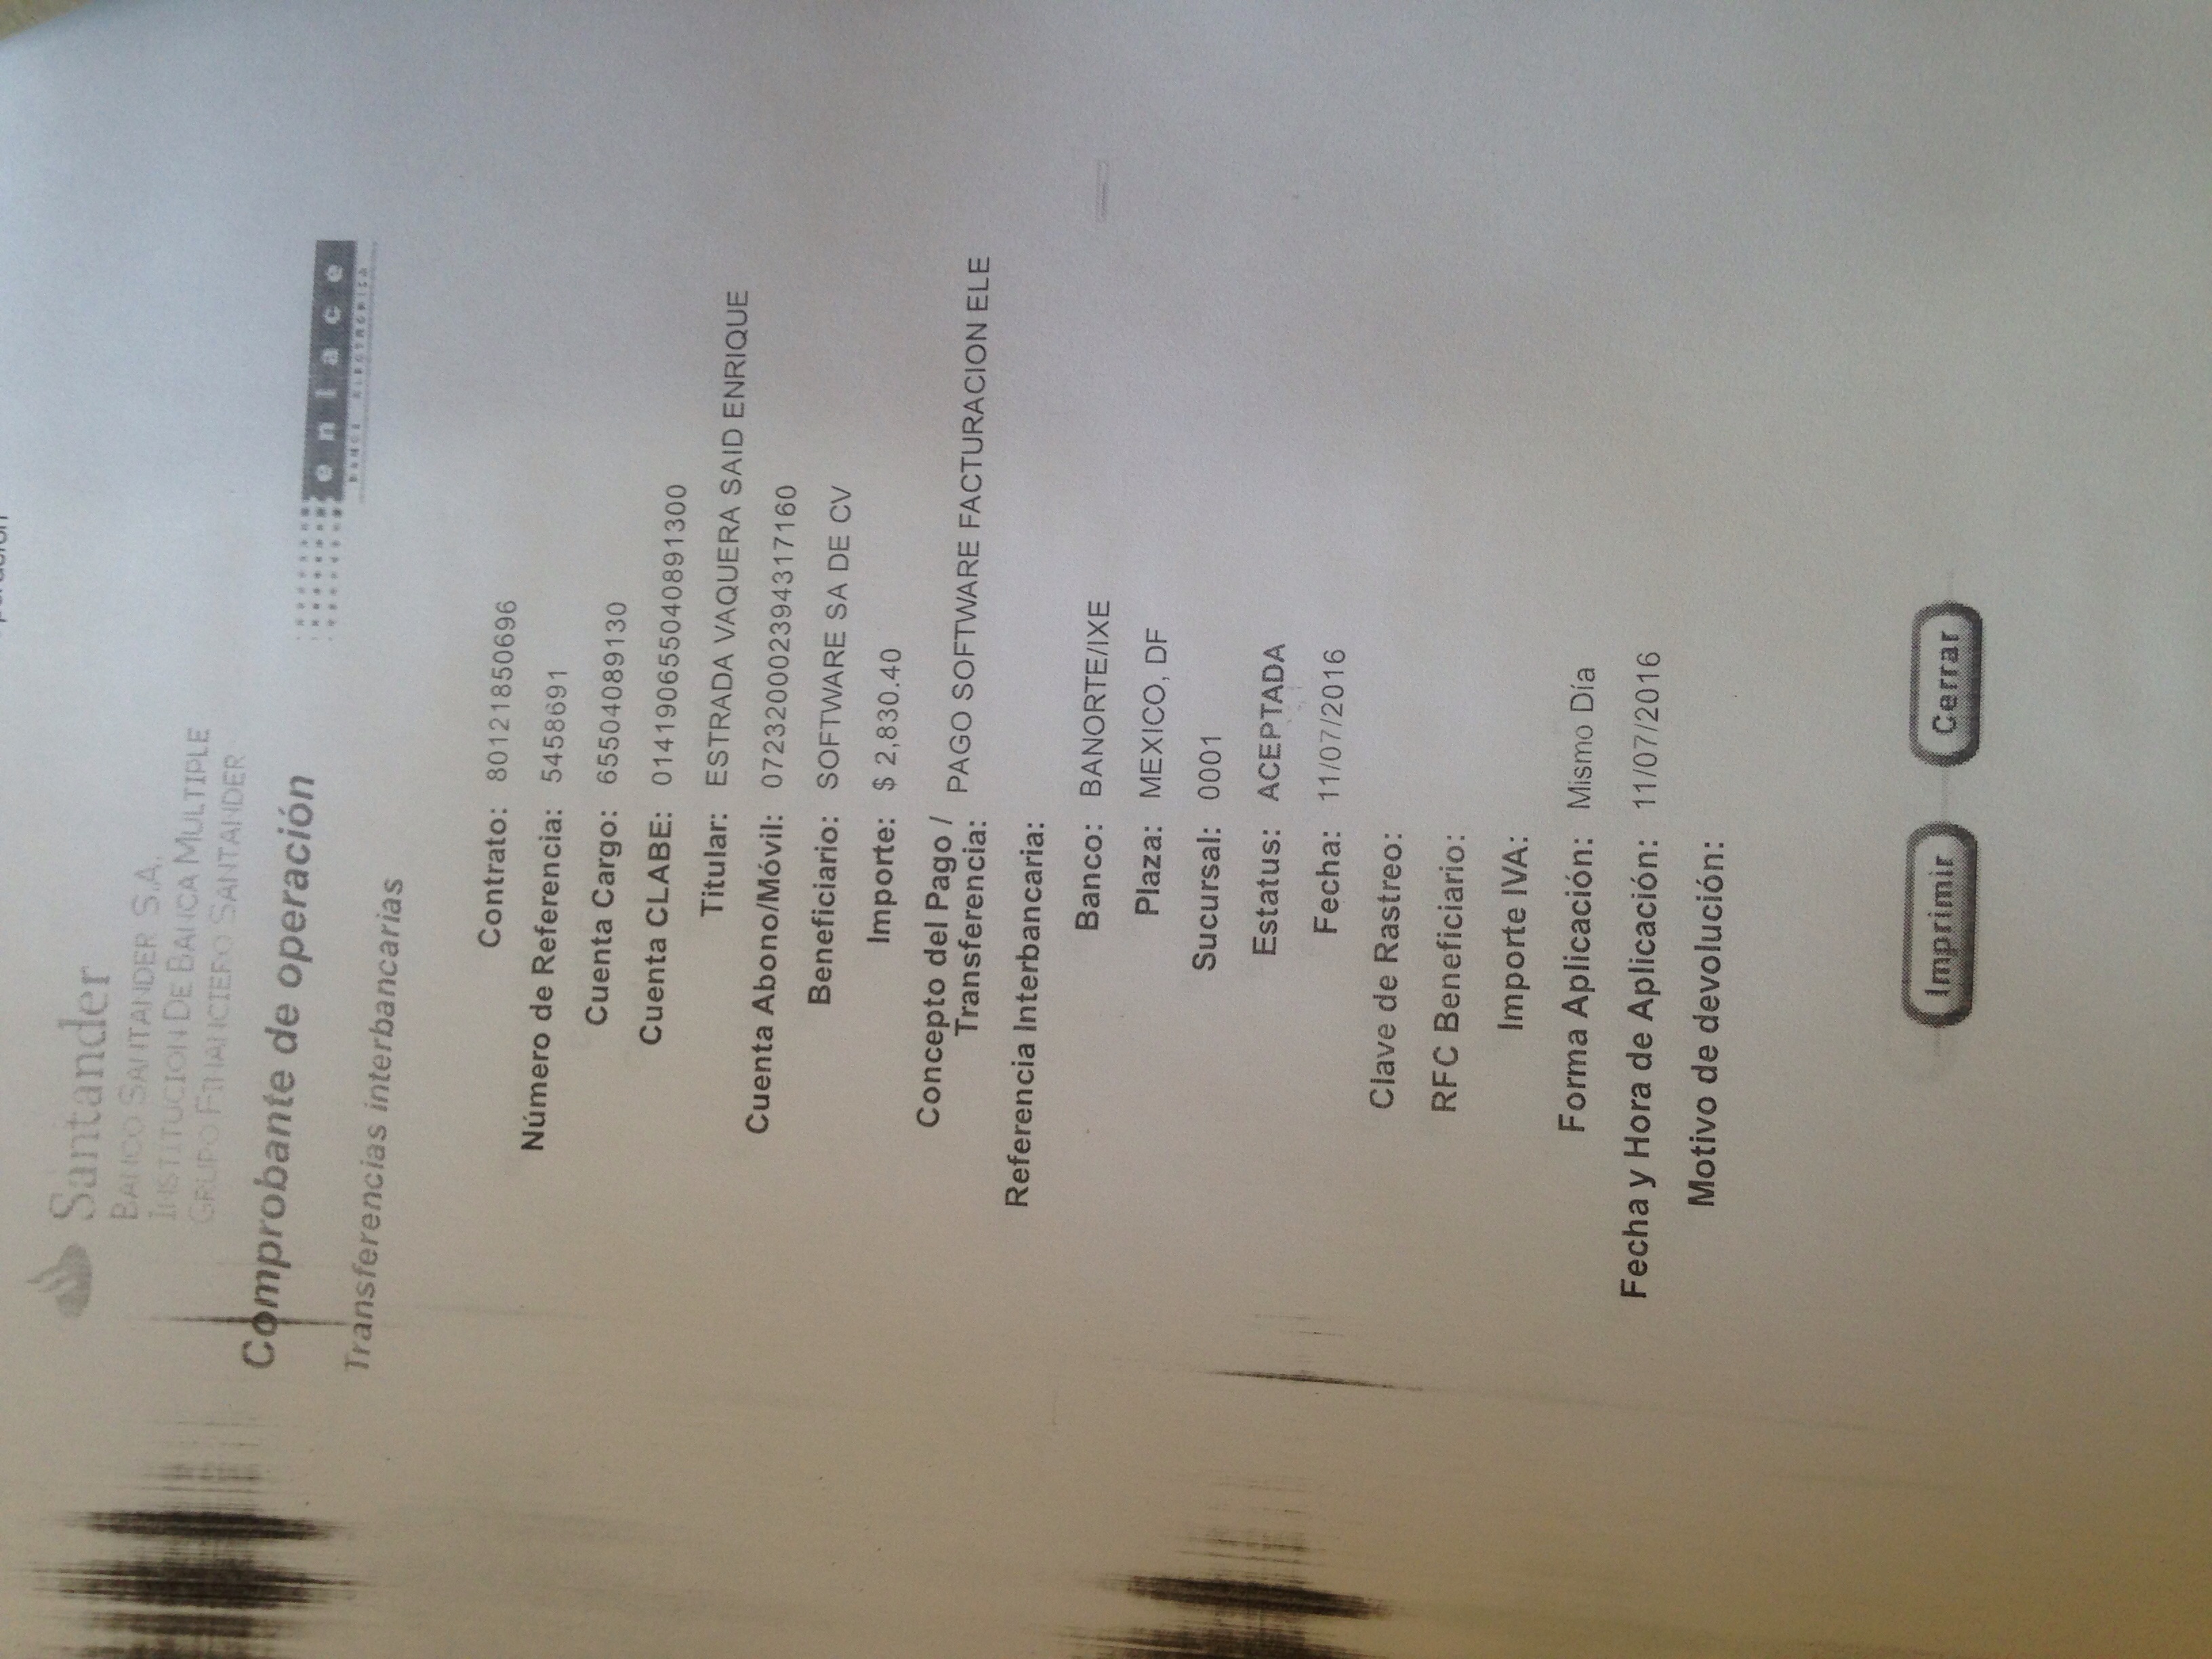 Santander
BANCO SANTANDER S.A.
INSTITUCION DE BANCA MULTIPLE
GRUPO FINANCIERO SANTANDER
Comprobante de operación
enlace
BANCA ELECTRONICA
Transferencias interbancarias
Contrato: 80121850696
Número de Referencia: 5458691
Cuenta Cargo: 65504089130
Cuenta CLABE: 014190655040891300
Titular: ESTRADA VAQUERA SAID ENRIQUE
Cuenta Abono/Móvil: 072320002394317160
Beneficiario: SOFTWARE SA DE CV
Importe: $ 2,830.40
Concepto del Pago /
Transferencia: PAGO SOFTWARE FACTURACION ELE
Referencia Interbancaria:
Banco: BANORTE/IXE
Plaza: MEXICO, DF
Sucursal: 0001
Estatus: ACEPTADA
Fecha: 11/07/2016
Clave de Rastreo:
RFC Beneficiario:
Importe IVA:
Forma Aplicación: Mismo Día
Fecha y Hora de Aplicación: 11/07/2016
Motivo de devolución:
Imprimir Cerrar